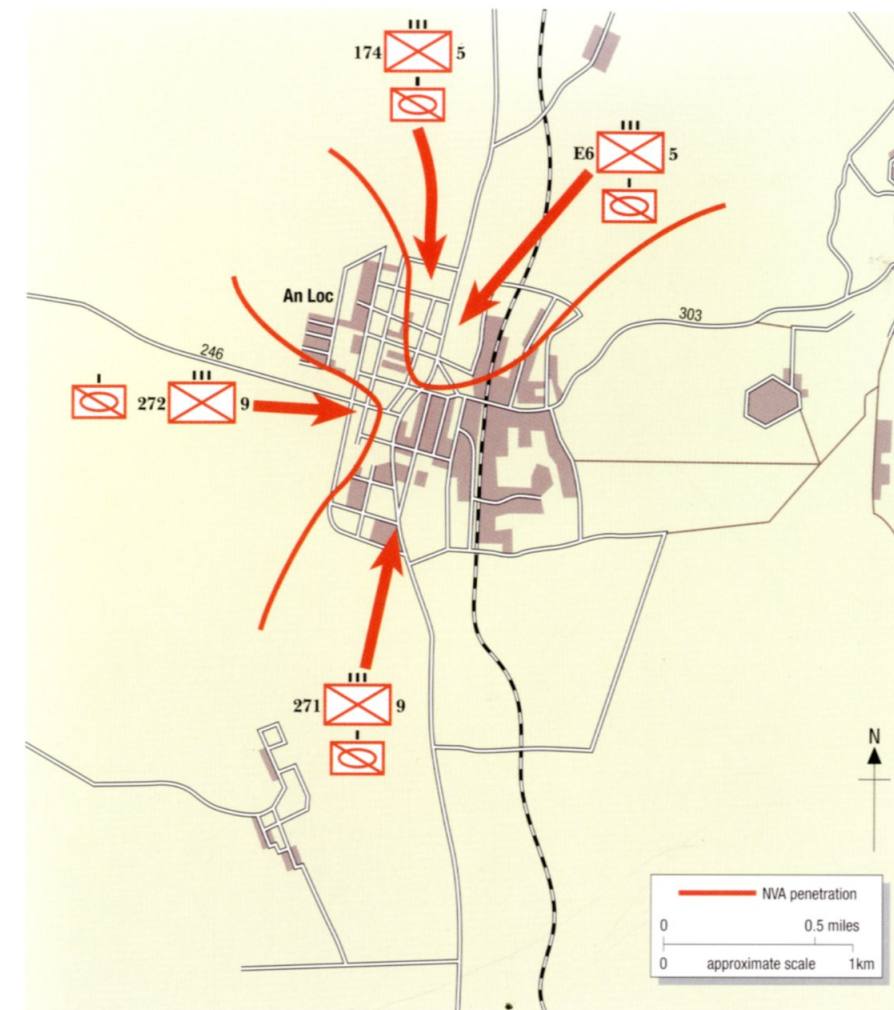 174 5
E6 5
An Loc
303
246
272 9
271 9
N
NVA penetration
0 0.5 miles
0 approximate scale 1km